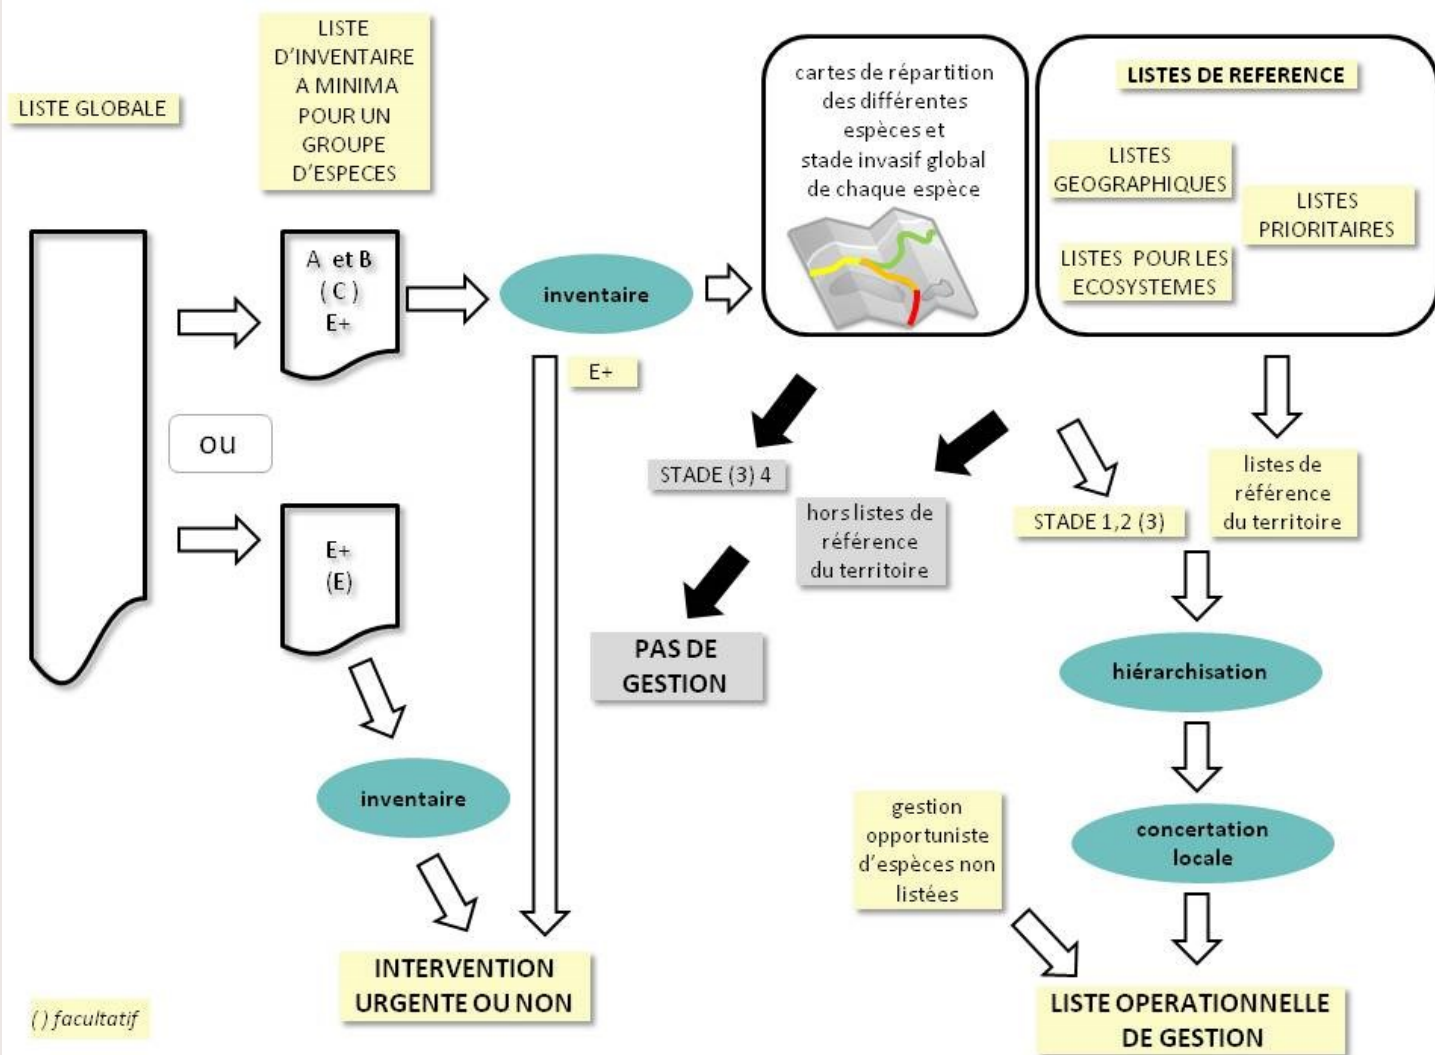 LISTE GLOBALE
LISTE
D'INVENTAIRE
A MINIMA
POUR UN
GROUPE
D'ESPECES
cartes de répartition
des différentes
espèces et
stade invasif global
de chaque espèce
LISTES DE REFERENCE
LISTES
GEOGRAPHIQUES
LISTES
PRIORITAIRES
LISTES POUR LES
ECOSYSTEMES
A et B
( C )
E+
inventaire
E+
ou
STADE (3) 4
hors listes de
référence
du territoire
STADE 1,2 (3)
listes de
référence
du territoire
E+
(E)
PAS DE
GESTION
hiérarchisation
inventaire
gestion
opportuniste
d'espèces non
listées
concertation
locale
INTERVENTION
URGENTE OU NON
LISTE OPERATIONNELLE
DE GESTION
( ) facultatif